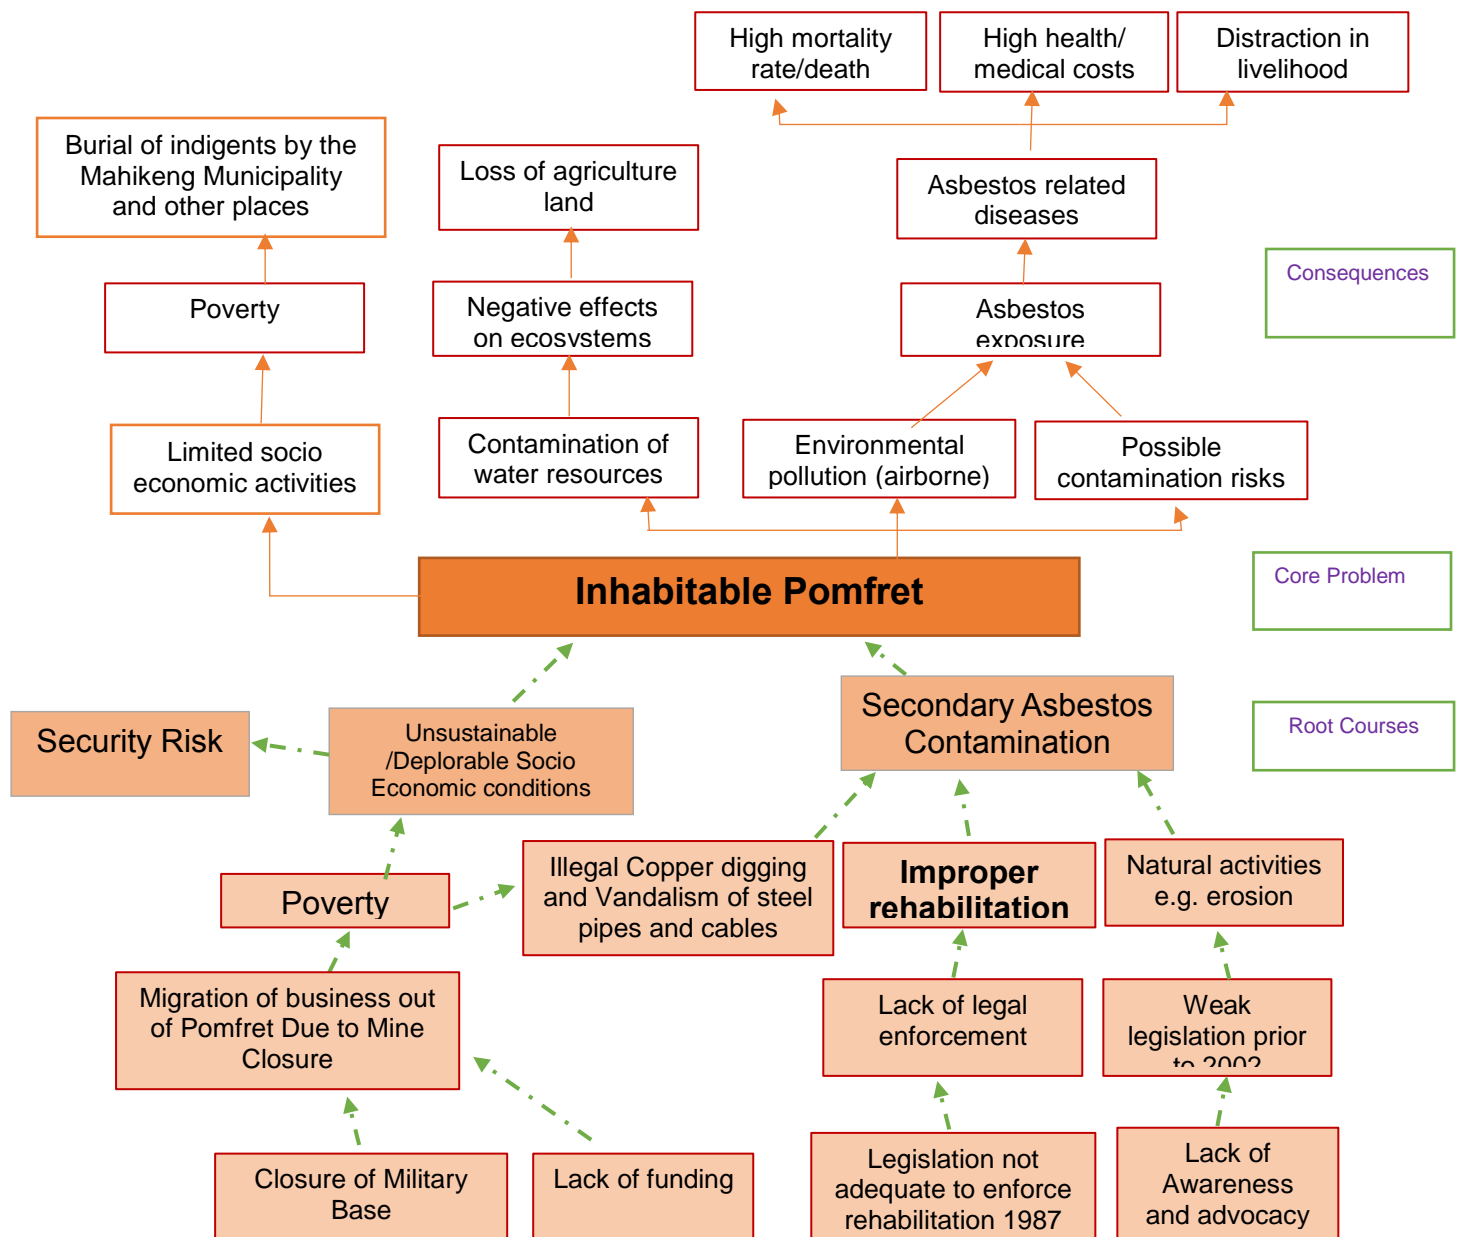 High mortality
rate/death
High health/
medical costs
Distraction in
livelihood
Burial of indigents by the
Mahikeng Municipality
and other places
Loss of agriculture
land
Asbestos related
diseases
Consequences
Poverty
Negative effects
on ecosystems
Asbestos
exposure
Limited socio
economic activities
Contamination of
water resources
Environmental
pollution (airborne)
Possible
contamination risks
Inhabitable Pomfret
Core Problem
Security Risk
Unsustainable
/Deplorable Socio
Economic conditions
Secondary Asbestos
Contamination
Root Courses
Poverty
Illegal Copper digging
and Vandalism of steel
pipes and cables
Improper
rehabilitation
Natural activities
e.g. erosion
Migration of business out
of Pomfret Due to Mine
Closure
Lack of legal
enforcement
Weak
legislation prior
to 2002
Closure of Military
Base
Lack of funding
Legislation not
adequate to enforce
rehabilitation 1987
Lack of
Awareness
and advocacy